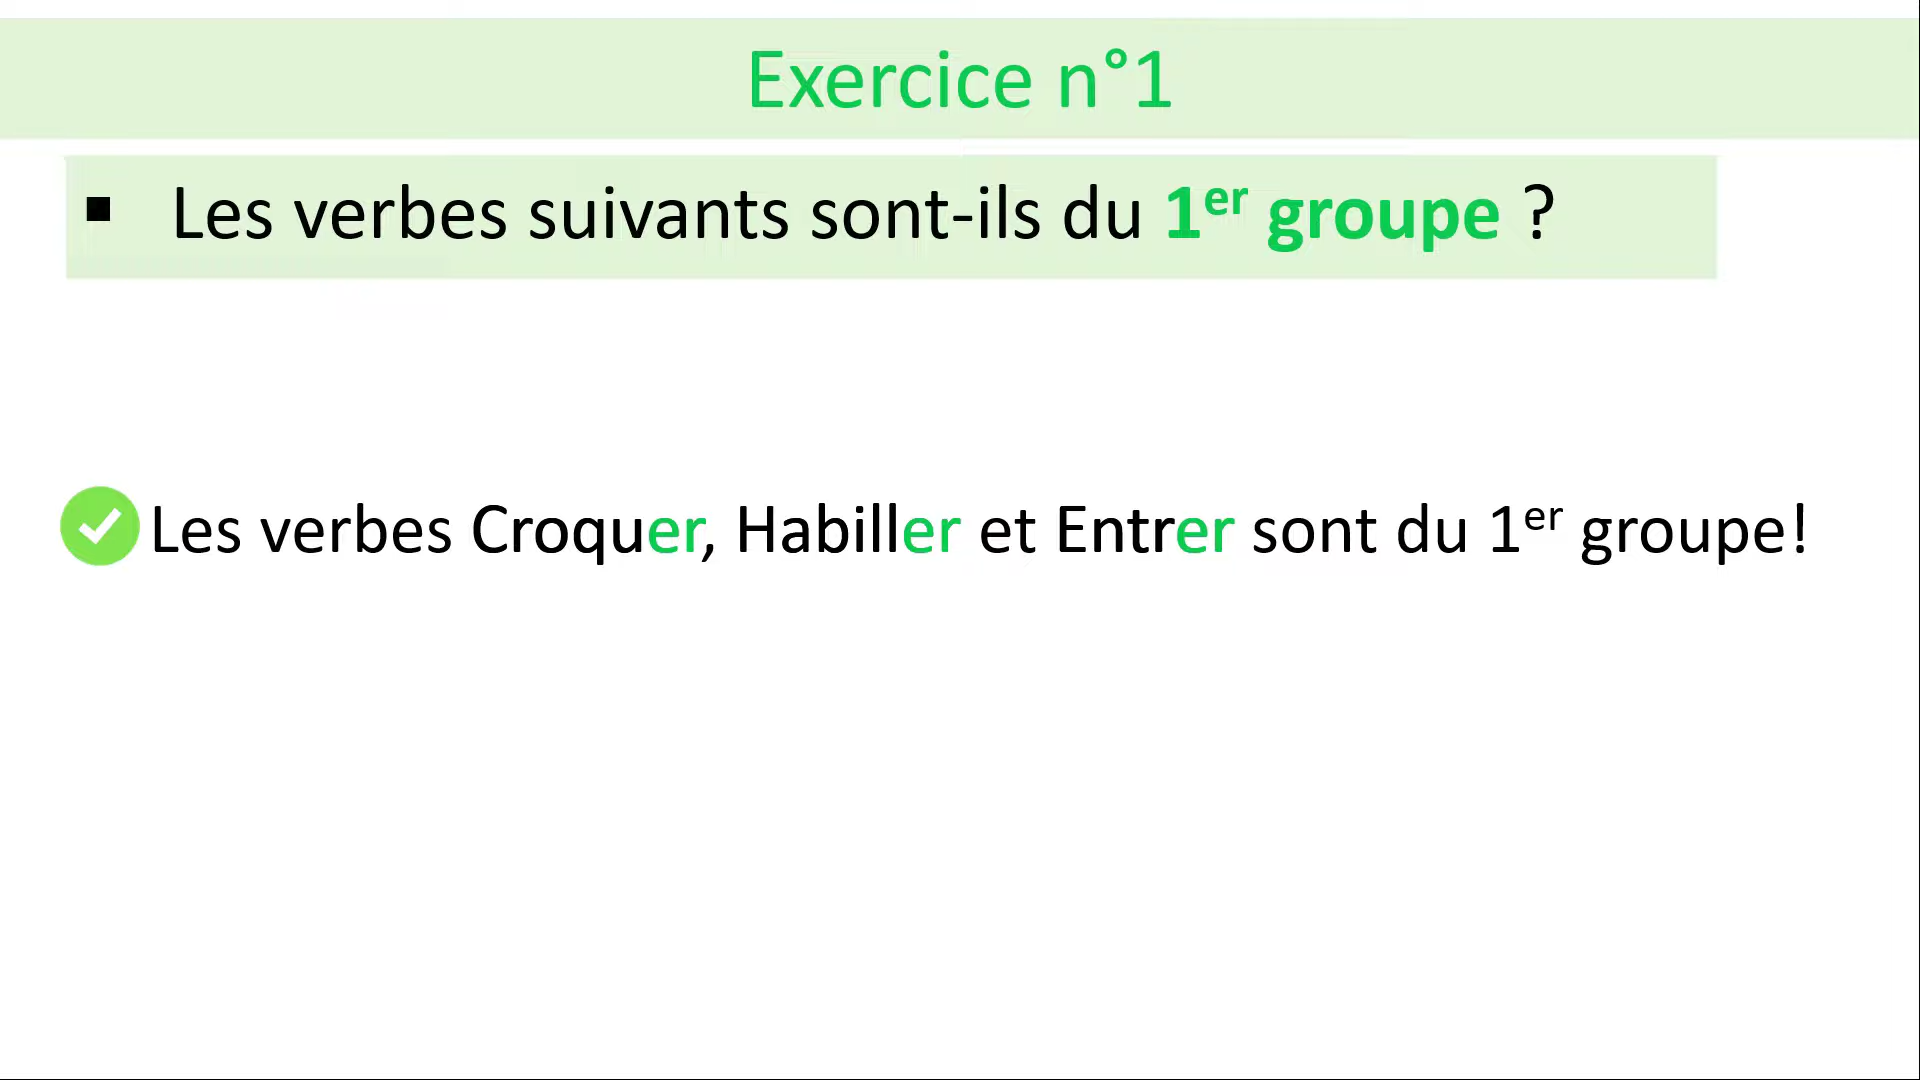 Exercice n°1
▪ Les verbes suivants sont-ils du 1er groupe ?
Les verbes Croquer, Habiller et Entrer sont du 1er groupe!